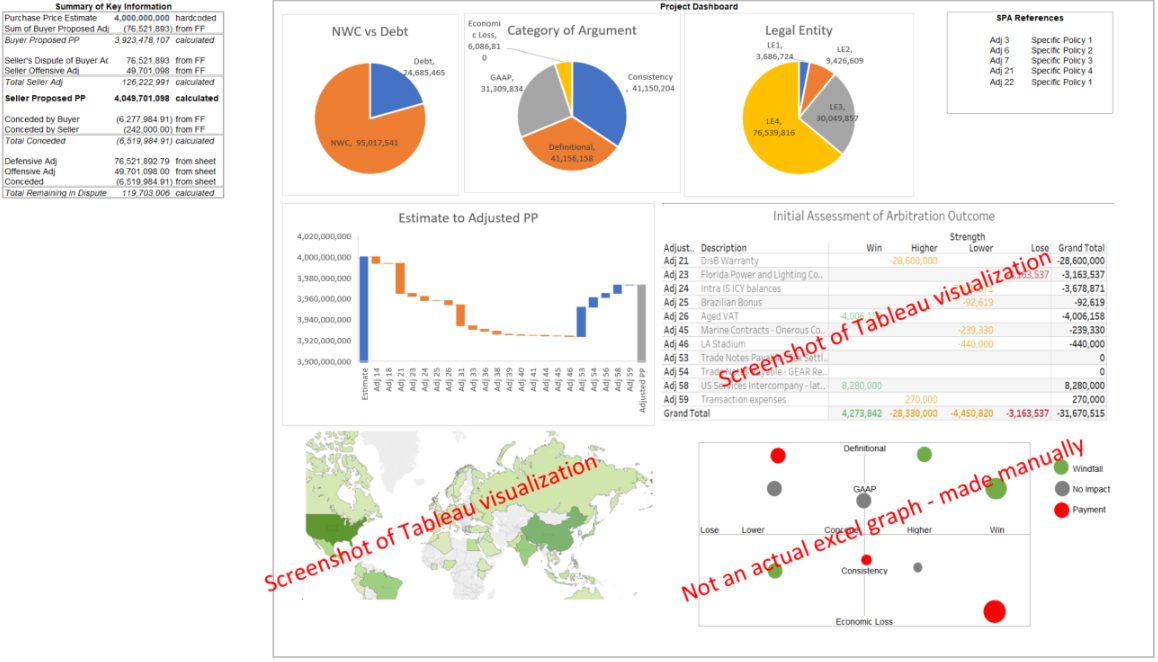 Summary of Key Information
Purchase Price Estimate 4,000,000,000 hardcoded
Sum of Buyer Proposed Adj (76,521,893) from FF
Buyer Proposed PP 3,923,478,107 calculated
Seller's Dispute of Buyer Ac 76,521,893 from FF
Seller Offensive Adj 49,701,098 from FF
Total Seller Adj 126,222,991 calculated
Seller Proposed PP 4,049,701,098 calculated
Conceded by Buyer (6,277,984.91) from FF
Conceded by Seller (242,000.00) from FF
Total Conceded (6,519,984.91) calculated
Defensive Adj 76,521,892.79 from sheet
Offensive Adj 49,701,098.00 from sheet
Conceded (6,519,984.91) from sheet
Total Remaining in Dispute 119,703,006 calculated
Project Dashboard
NWC vs Debt
Debt,
24,685,465
NWC, 95,017,541
Category of Argument
Economi
c Loss,
6,086,81
0
GAAP,
31,309,834
Consistency
, 41,150,204
Definitional,
41,156,158
Legal Entity
LE1,
3,686,724
LE2,
9,426,609
LE3,
30,049,857
LE4,
76,539,816
SPA References
Adj 3 Specific Policy 1
Adj 6 Specific Policy 2
Adj 7 Specific Policy 3
Adj 21 Specific Policy 4
Adj 22 Specific Policy 1
Estimate to Adjusted PP
4,020,000,000
4,000,000,000
3,980,000,000
3,960,000,000
3,940,000,000
3,920,000,000
3,900,000,000
Estimate
Adj 14
Adj 18
Adj 21
Adj 23
Adj 24
Adj 25
Adj 26
Adj 31
Adj 33
Adj 36
Adj 38
Adj 39
Adj 40
Adj 41
Adj 45
Adj 46
Adj 53
Adj 54
Adj 56
Adj 58
Adj 59
Adjusted PP
Initial Assessment of Arbitration Outcome
Strength
Adjust.. Description Win Higher Lower Lose Grand Total
Adj 21 DisB Warranty -28,600,000 -28,600,000
Adj 23 Florida Power and Lighting Co.. -3,163,537
Adj 24 Intra IS ICY balances -3,678,871
Adj 25 Brazilian Bonus -92,619 -92,619
Adj 26 Aged VAT -4,006,158
Adj 45 Marine Contracts - Onerous Co.. -239,330 -239,330
Adj 46 LA Stadium -440,000 -440,000
Adj 53 Trade Notes 0
Adj 54 0
Adj 58 US Services Intercompany - lat.. 8,280,000 8,280,000
Adj 59 Transaction expenses 270,000 270,000
Grand Total 4,273,842 -28,330,000 -4,450,820 -3,163,537 -31,670,515
Screenshot of Tableau visualization
Screenshot of Tableau visualization
Definitional
GAAP
Lose Lower Higher Win
Consistency
Economic Loss
Windfall
No Impact
Payment
Not an actual excel graph - made manually